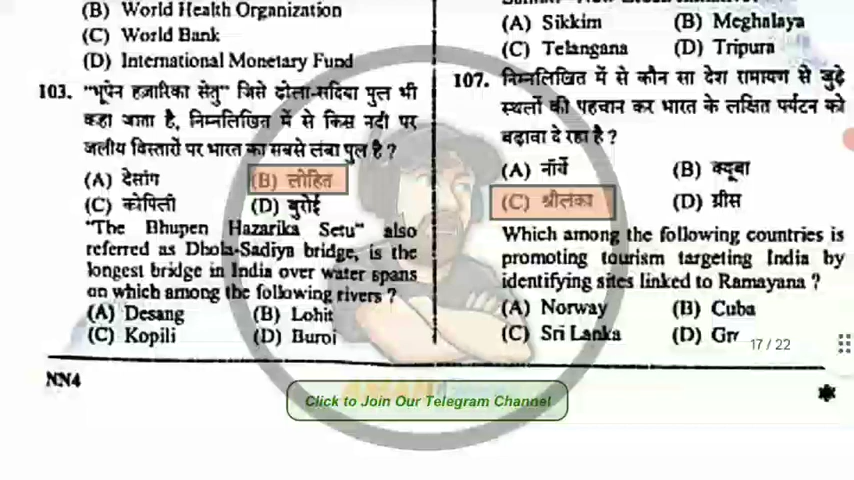 (B) World Health Organization
(C) World Bank
(D) International Monetary Fund
103. "भूपेन हज़ारिका सेतु" जिसे ढोला-सदिया पुल भी
कहा जाता है, निम्नलिखित में से किस नदी पर
जलीय विस्तारों पर भारत का सबसे लंबा पुल है ?
(A) देसांग (B) लोहित
(C) कोपिली (D) बुरोई
"The Bhupen Hazarika Setu" also
referred as Dhola-Sadiya bridge, is the
longest bridge in India over water spans
on which among the following rivers ?
(A) Desang (B) Lohit
(C) Kopili (D) Buroi
NN4
(A) Sikkim (B) Meghalaya
(C) Telangana (D) Tripura
107. निम्नलिखित में से कौन सा देश रामायण से जुड़े
स्थलों की पहचान कर भारत के लक्षित पर्यटन को
बढ़ावा दे रहा है ?
(A) नॉर्वे (B) क्यूबा
(C) श्रीलंका (D) ग्रीस
Which among the following countries is
promoting tourism targeting India by
identifying sites linked to Ramayana ?
(A) Norway (B) Cuba
(C) Sri Lanka (D) Gr
17 / 22
Click to Join Our Telegram Channel